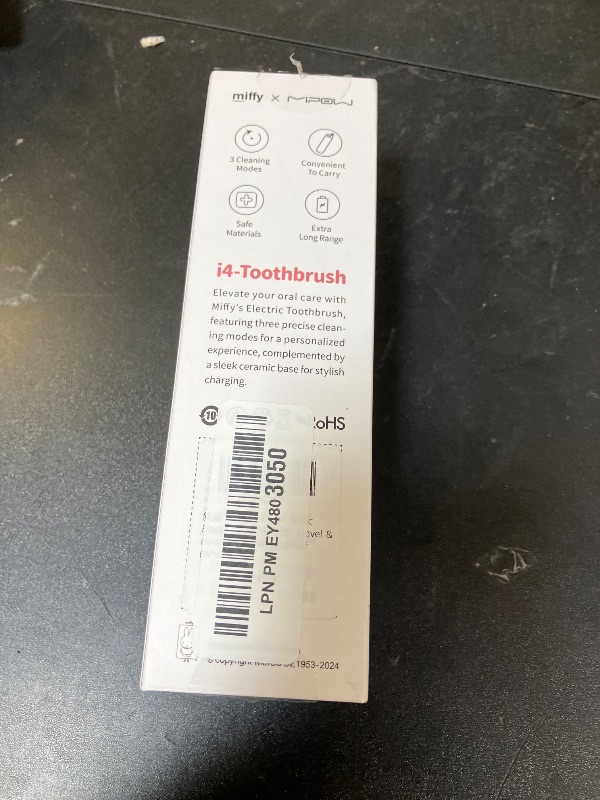 miffy x MIPOW
3 Cleaning
Modes
Convenient
To Carry
Safe
Materials
Extra
Long Range
i4-Toothbrush
Elevate your oral care with
Miffy's Electric Toothbrush,
featuring three precise clean-
ing modes for a personalized
experience, complemented by
a sleek ceramic base for stylish
charging.
10
RoHS
LPN PM EY4803050
&
©copyright Mercis bv,1953-2024